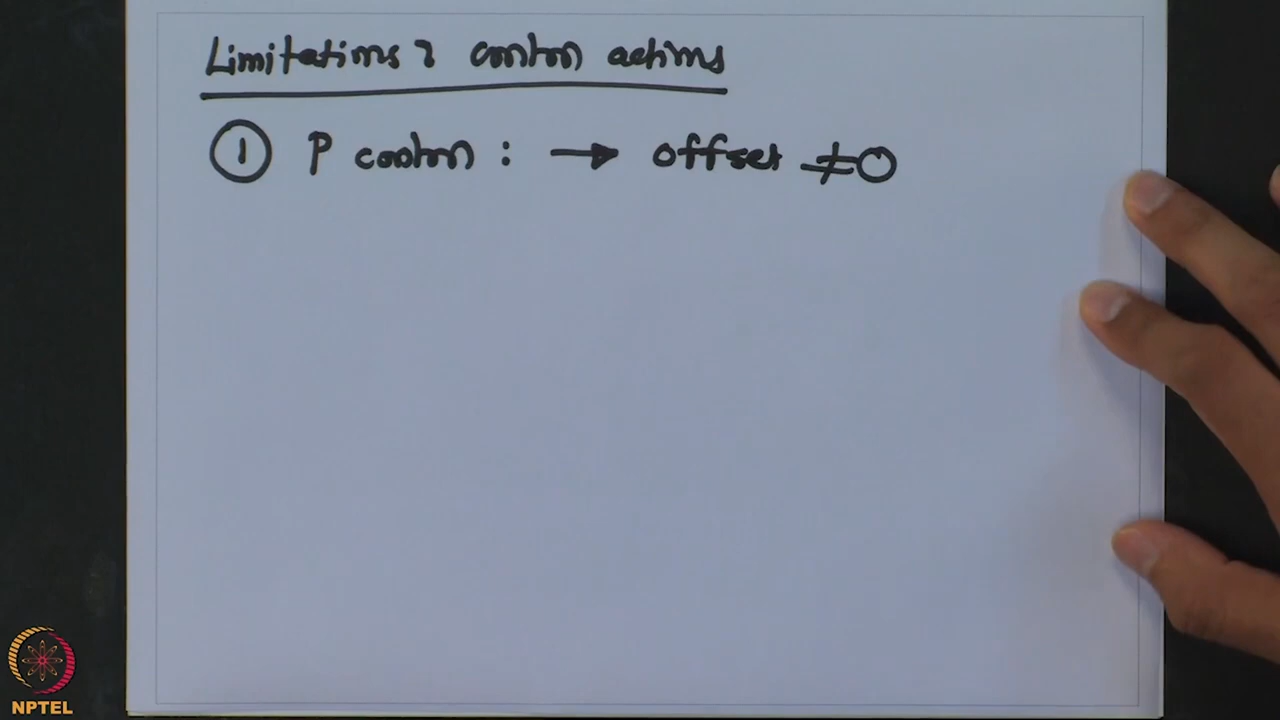 Limitations of control actions
① P control : → offset ≠0
NPTEL